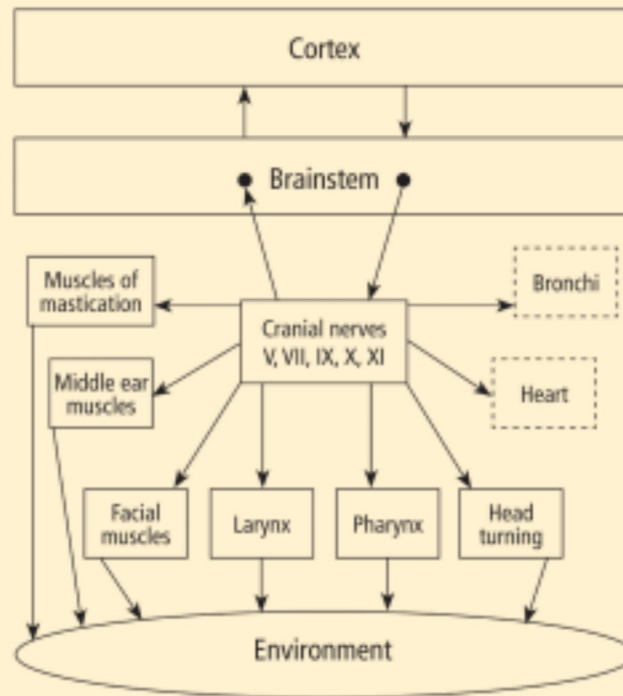 Cortex
Brainstem
Muscles of
mastication
Bronchi
Cranial nerves
V, VII, IX, X, XI
Middle ear
muscles
Heart
Facial
muscles
Larynx
Pharynx
Head
turning
Environment